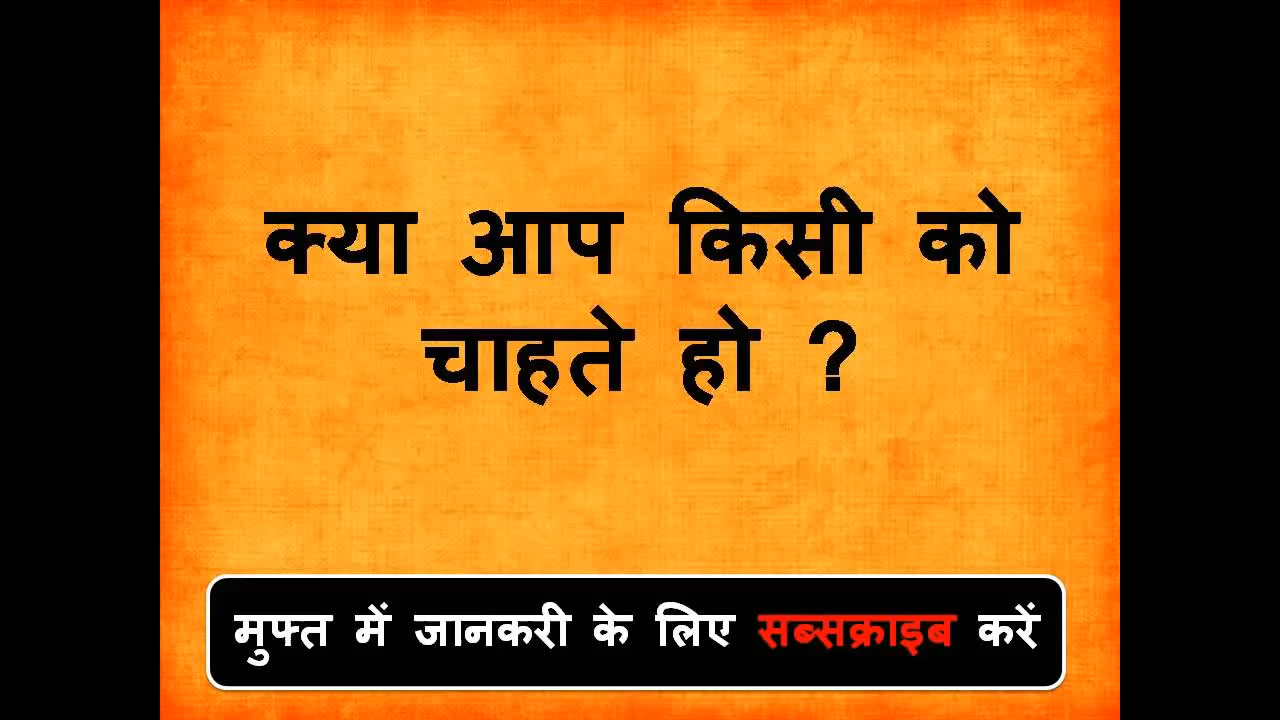 क्या आप किसी को
चाहते हो ?
मुफ्त में जानकरी के लिए सब्सक्राइब करें